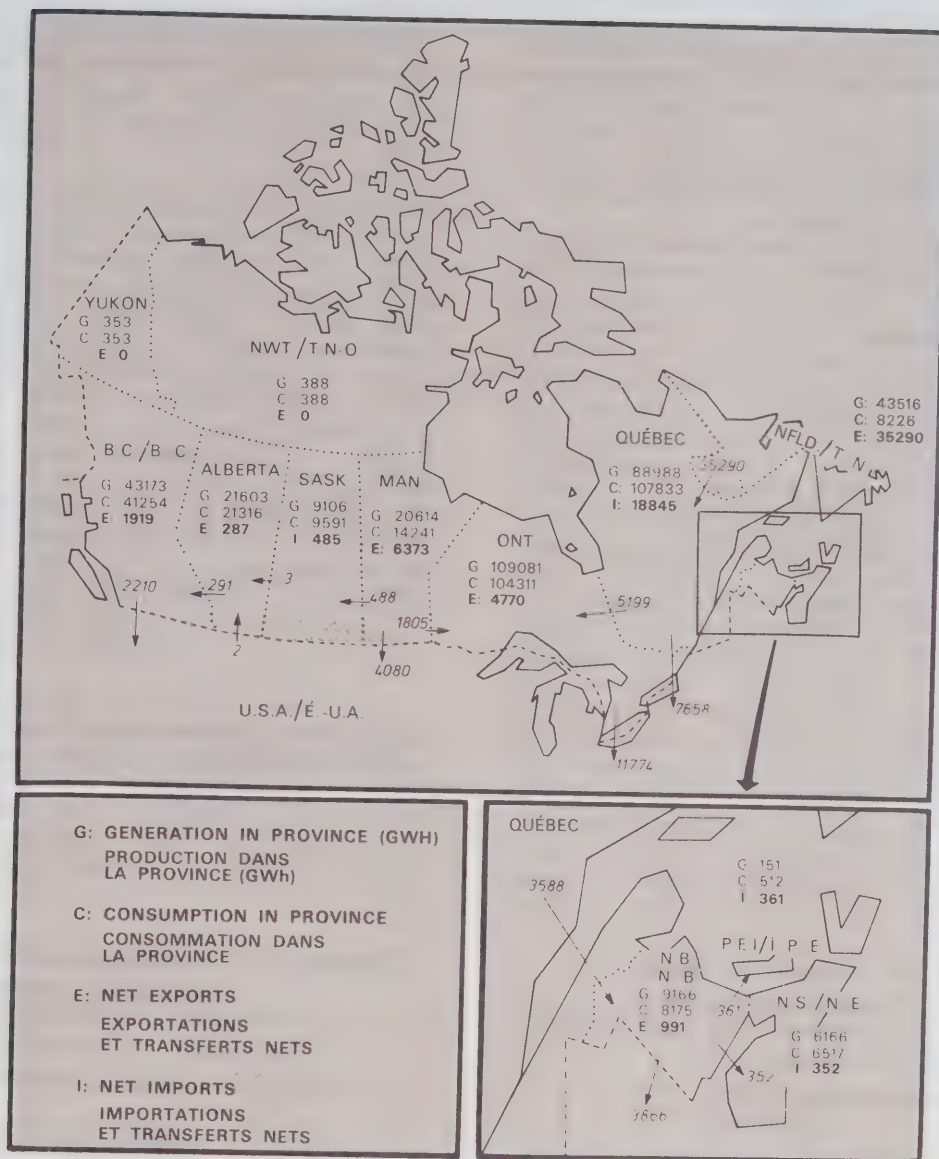 YUKON
G 353
C 353
E 0
NWT/T N-O
G 388
C 388
E 0
B C/B C
G 43173
C 41254
E: 1919
ALBERTA
G 21603
C 21316
E 287
SASK
G 9106
C 9591
I 485
MAN
G 20614
C 14241
E: 6373
ONT
G 109081
C 104311
E: 4770
QUÉBEC
G 88988
C: 107833
I: 18845
35290
NFLD/T N
G: 43516
C: 8226
E: 35290
2210
291
3
488
1805
5199
2
4080
7658
11774
U.S.A./É.-U.A.
G: GENERATION IN PROVINCE (GWH)
PRODUCTION DANS
LA PROVINCE (GWh)
C: CONSUMPTION IN PROVINCE
CONSOMMATION DANS
LA PROVINCE
E: NET EXPORTS
EXPORTATIONS
ET TRANSFERTS NETS
I: NET IMPORTS
IMPORTATIONS
ET TRANSFERTS NETS
QUÉBEC
3588
G 151
C 512
I 361
PEI/I P E
N B
N B
G 9166
C 8175
E 991
361
NS/N E
G 6166
C 6517
I 352
352
3866